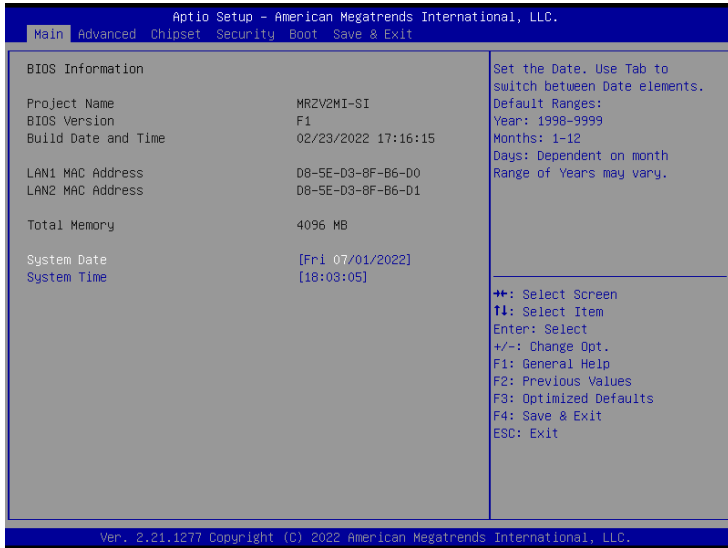 Aptio Setup – American Megatrends International, LLC.
Main Advanced Chipset Security Boot Save & Exit
BIOS Information
Project Name MRZV2MI-SI
BIOS Version F1
Build Date and Time 02/23/2022 17:16:15
LAN1 MAC Address D8-5E-D3-8F-B6-D0
LAN2 MAC Address D8-5E-D3-8F-B6-D1
Total Memory 4096 MB
System Date [Fri 07/01/2022]
System Time [18:03:05]
Set the Date. Use Tab to
switch between Date elements.
Default Ranges:
Year: 1998-9999
Months: 1-12
Days: Dependent on month
Range of Years may vary.
→←: Select Screen
↑↓: Select Item
Enter: Select
+/-: Change Opt.
F1: General Help
F2: Previous Values
F3: Optimized Defaults
F4: Save & Exit
ESC: Exit
Ver. 2.21.1277 Copyright (C) 2022 American Megatrends International, LLC.